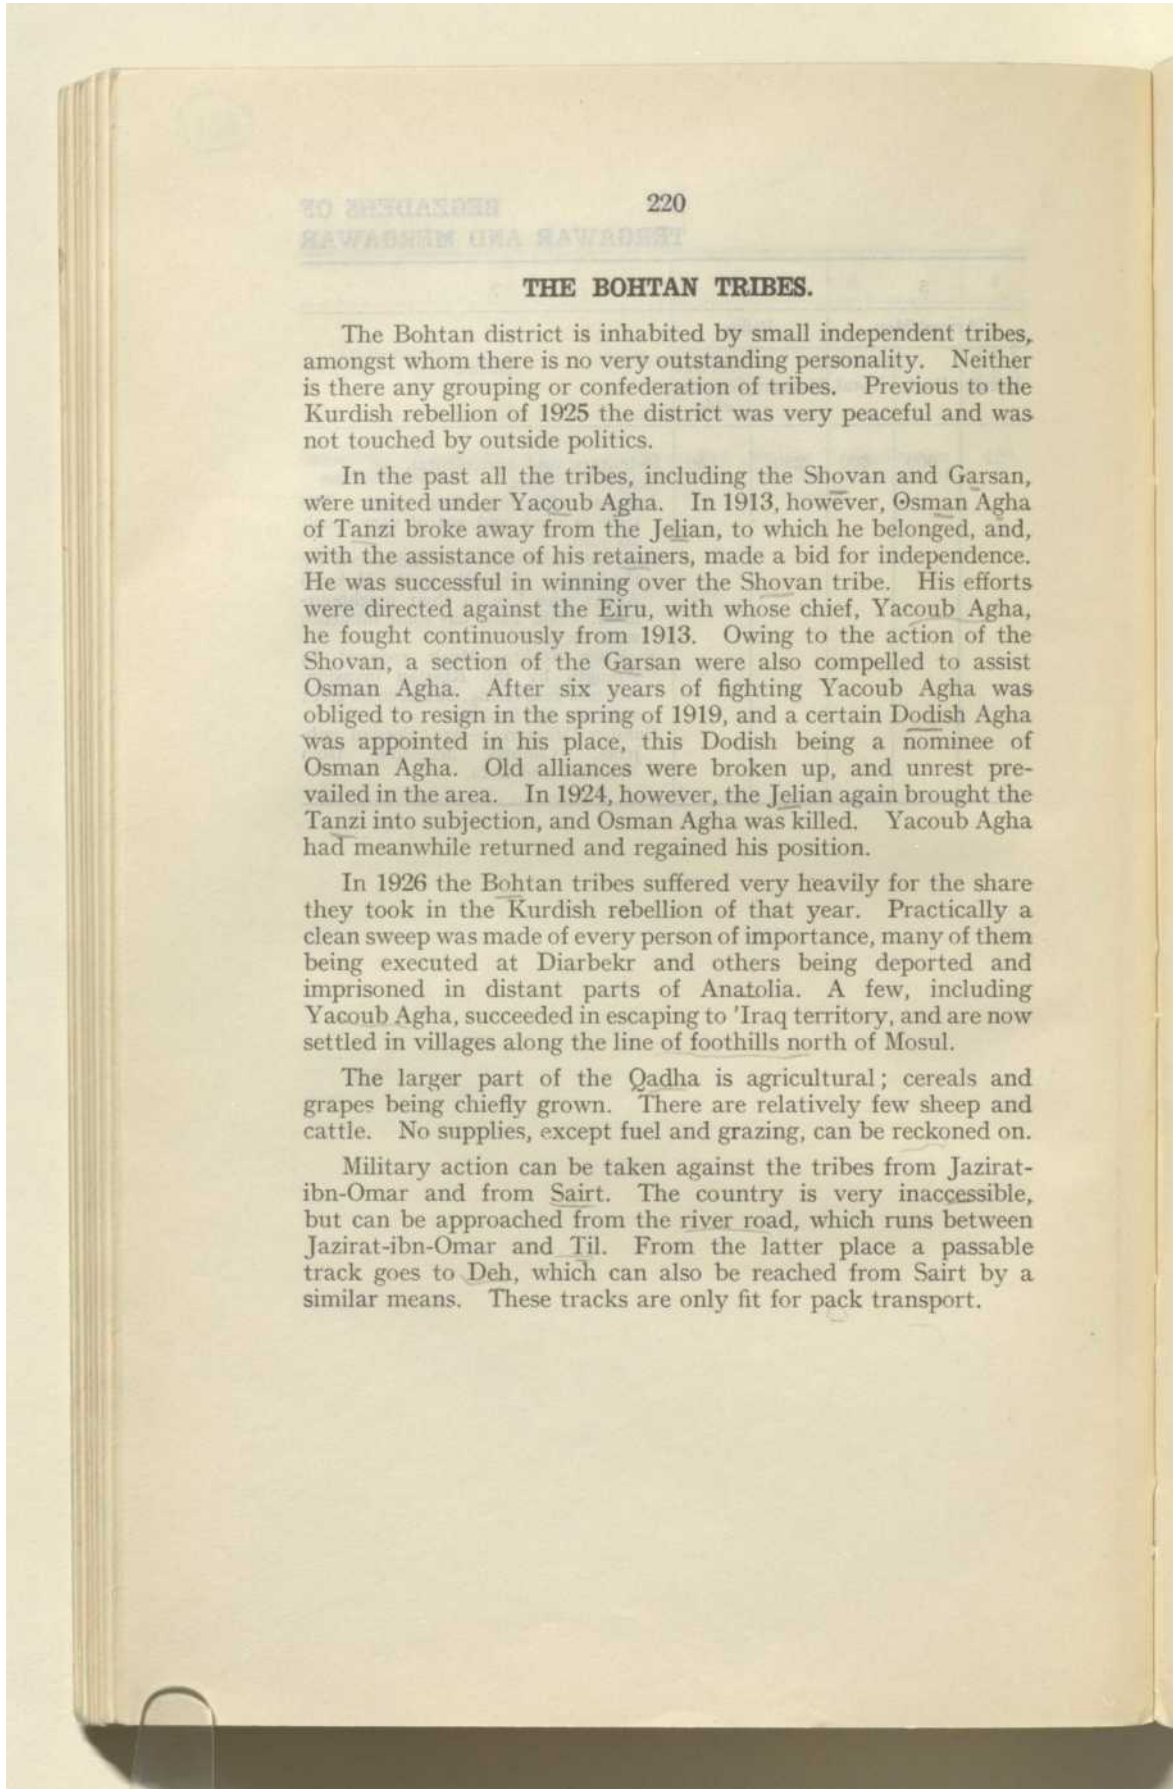 220
THE BOHTAN TRIBES.
The Bohtan district is inhabited by small independent tribes,
amongst whom there is no very outstanding personality. Neither
is there any grouping or confederation of tribes. Previous to the
Kurdish rebellion of 1925 the district was very peaceful and was
not touched by outside politics.
In the past all the tribes, including the Shovan and Garsan,
were united under Yacoub Agha. In 1913, however, Osman Agha
of Tanzi broke away from the Jelian, to which he belonged, and,
with the assistance of his retainers, made a bid for independence.
He was successful in winning over the Shovan tribe. His efforts
were directed against the Eiru, with whose chief, Yacoub Agha,
he fought continuously from 1913. Owing to the action of the
Shovan, a section of the Garsan were also compelled to assist
Osman Agha. After six years of fighting Yacoub Agha was
obliged to resign in the spring of 1919, and a certain Dodish Agha
was appointed in his place, this Dodish being a nominee of
Osman Agha. Old alliances were broken up, and unrest pre-
vailed in the area. In 1924, however, the Jelian again brought the
Tanzi into subjection, and Osman Agha was killed. Yacoub Agha
had meanwhile returned and regained his position.
In 1926 the Bohtan tribes suffered very heavily for the share
they took in the Kurdish rebellion of that year. Practically a
clean sweep was made of every person of importance, many of them
being executed at Diarbekr and others being deported and
imprisoned in distant parts of Anatolia. A few, including
Yacoub Agha, succeeded in escaping to 'Iraq territory, and are now
settled in villages along the line of foothills north of Mosul.
The larger part of the Qadha is agricultural; cereals and
grapes being chiefly grown. There are relatively few sheep and
cattle. No supplies, except fuel and grazing, can be reckoned on.
Military action can be taken against the tribes from Jazirat-
ibn-Omar and from Sairt. The country is very inaccessible,
but can be approached from the river road, which runs between
Jazirat-ibn-Omar and Til. From the latter place a passable
track goes to Deh, which can also be reached from Sairt by a
similar means. These tracks are only fit for pack transport.